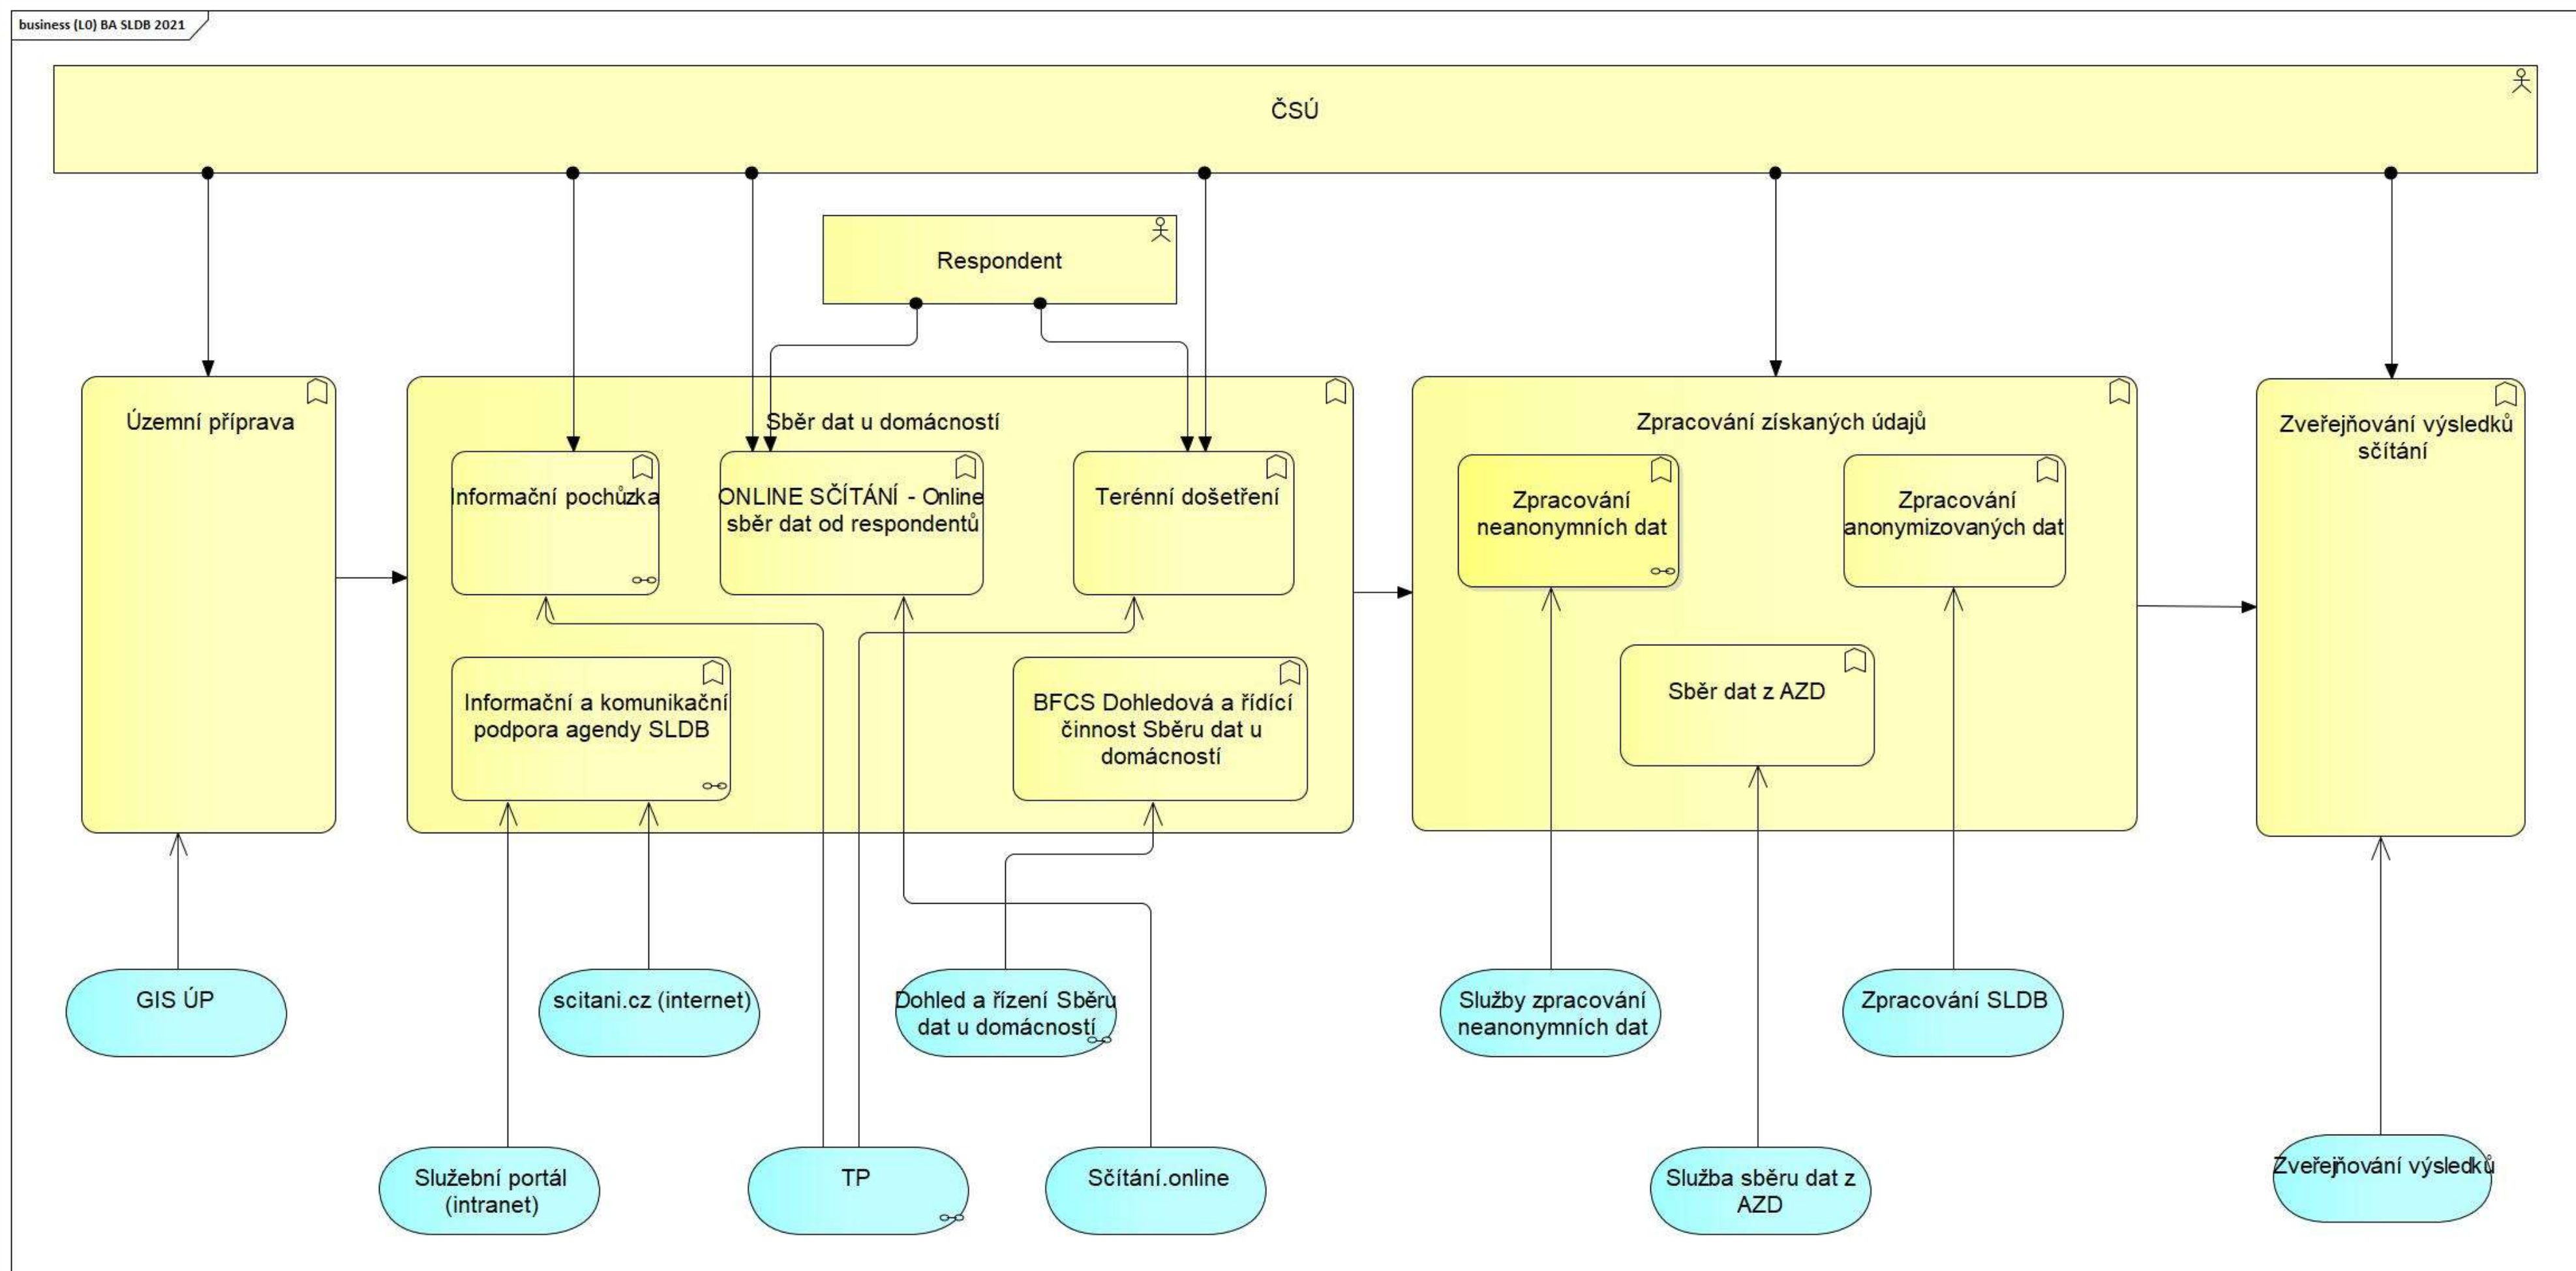 business (L0) BA SLDB 2021
ČSÚ
Respondent
Územní příprava
Sběr dat u domácností
Zpracování získaných údajů
Zveřejňování výsledků
sčítání
Informační pochůzka
ONLINE SČÍTÁNÍ - Online
sběr dat od respondentů
Terénní došetření
Zpracování
neanonymních dat
Zpracování
anonymizovaných dat
Informační a komunikační
podpora agendy SLDB
BFCS Dohledová a řídící
činnost Sběru dat u
domácností
Sběr dat z AZD
GIS ÚP
scitani.cz (internet)
Dohled a řízení Sběru
dat u domácností
Služby zpracování
neanonymních dat
Zpracování SLDB
Služební portál
(intranet)
TP
Sčítání.online
Služba sběru dat z
AZD
Zveřejňování výsledků